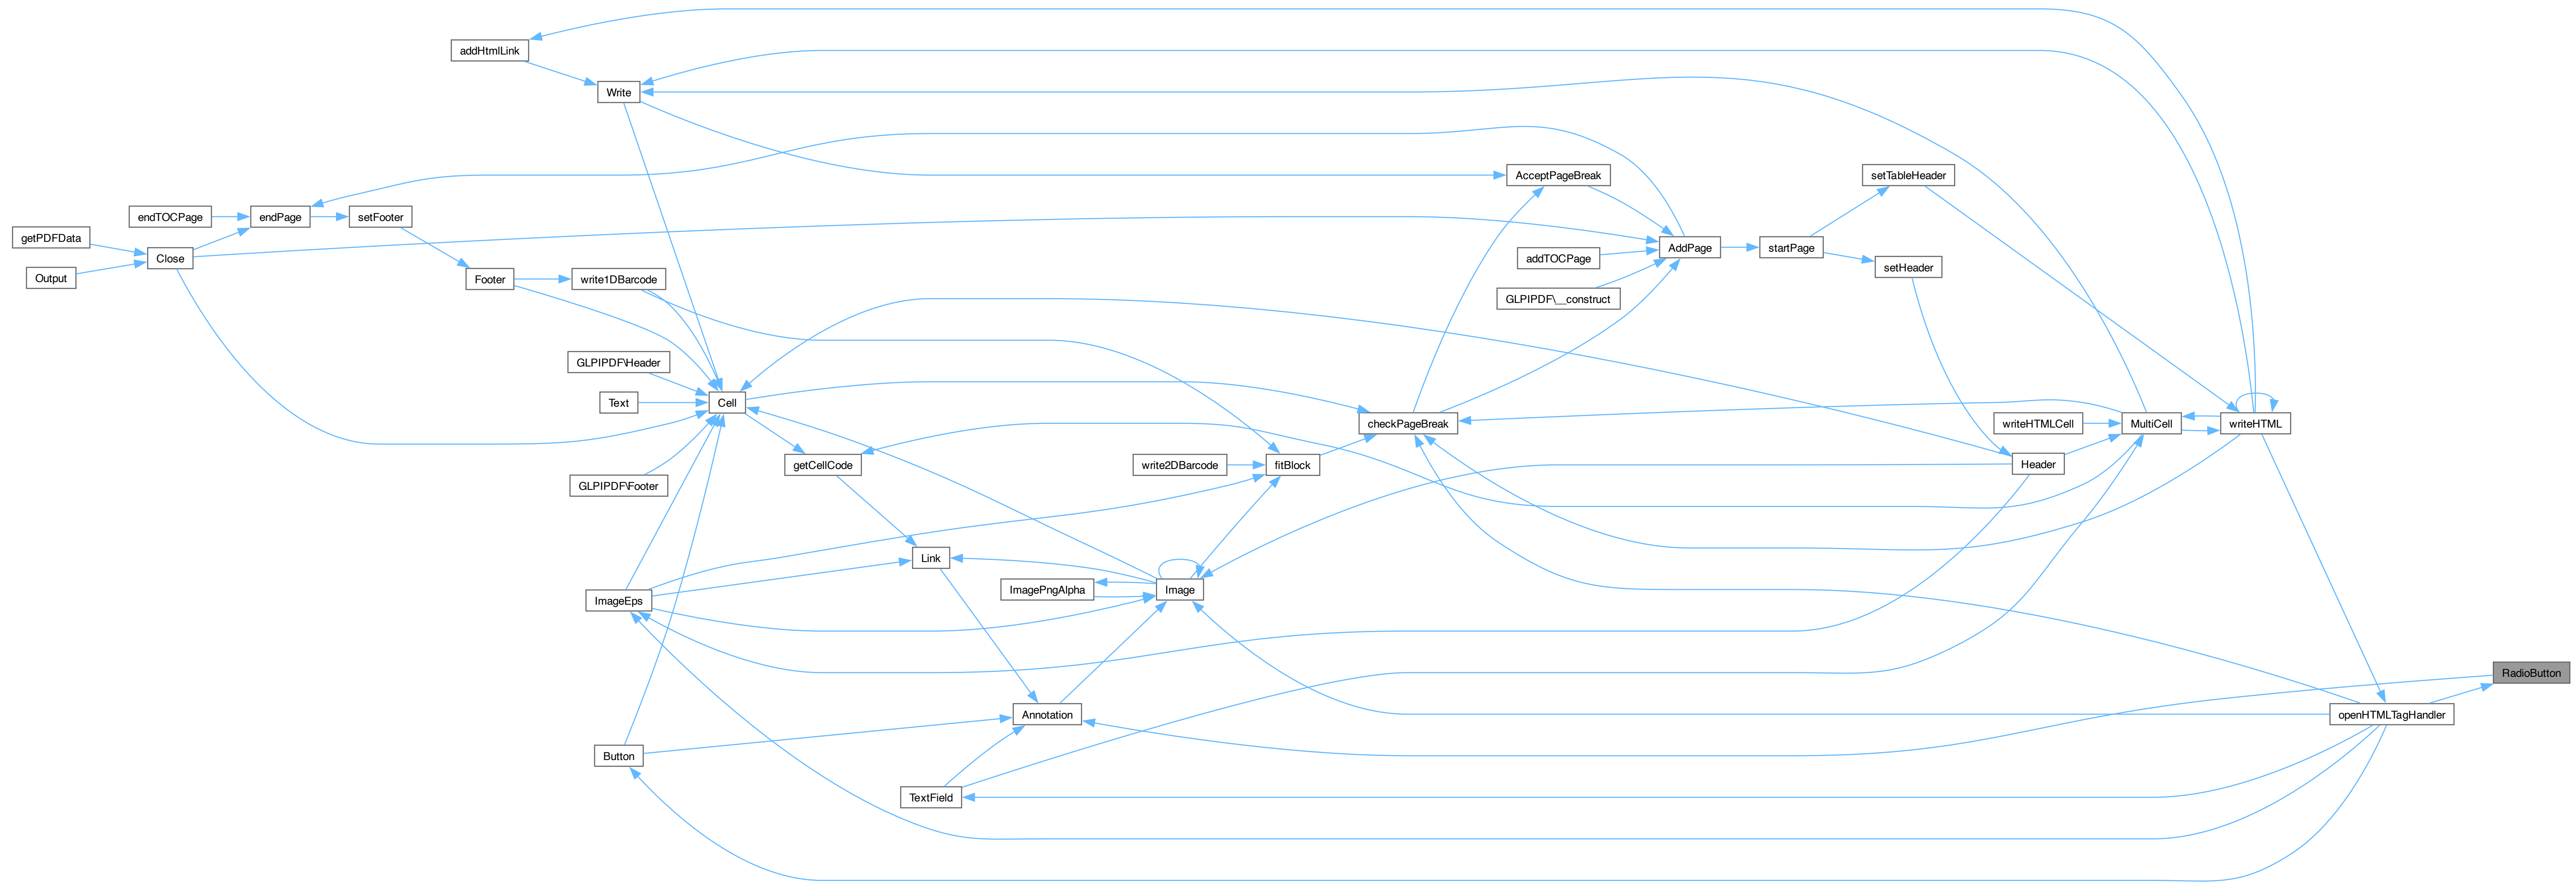 addHtmlLink
Write
AcceptPageBreak
setTableHeader
endTOCPage
endPage
setFooter
getPDFData
Close
AddPage
startPage
addTOCPage
setHeader
Output
Footer
write1DBarcode
GLPIPDF\__construct
GLPIPDF\Header
Text
Cell
checkPageBreak
writeHTMLCell
MultiCell
writeHTML
getCellCode
write2DBarcode
fitBlock
Header
GLPIPDF\Footer
Link
ImagePngAlpha
Image
ImageEps
RadioButton
Annotation
openHTMLTagHandler
Button
TextField